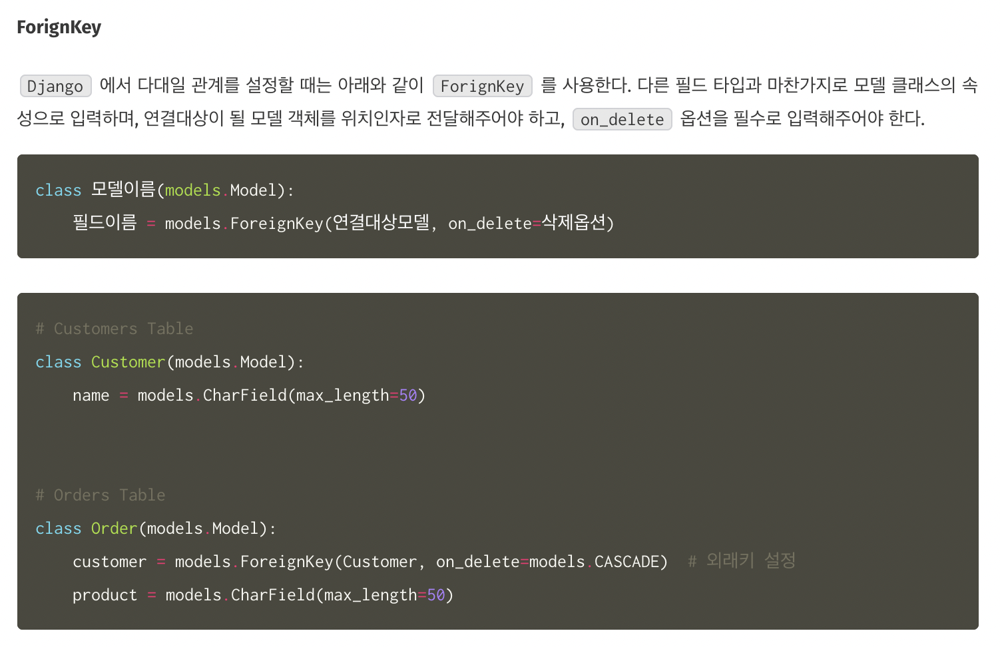 ForignKey
Django 에서 다대일 관계를 설정할 때는 아래와 같이 ForignKey 를 사용한다. 다른 필드 타입과 마찬가지로 모델 클래스의 속
성으로 입력하며, 연결대상이 될 모델 객체를 위치인자로 전달해주어야 하고, on_delete 옵션을 필수로 입력해주어야 한다.
class 모델이름(models.Model):
    필드이름 = models.ForeignKey(연결대상모델, on_delete=삭제옵션)
# Customers Table
class Customer(models.Model):
    name = models.CharField(max_length=50)
# Orders Table
class Order(models.Model):
    customer = models.ForeignKey(Customer, on_delete=models.CASCADE)  # 외래키 설정
    product = models.CharField(max_length=50)